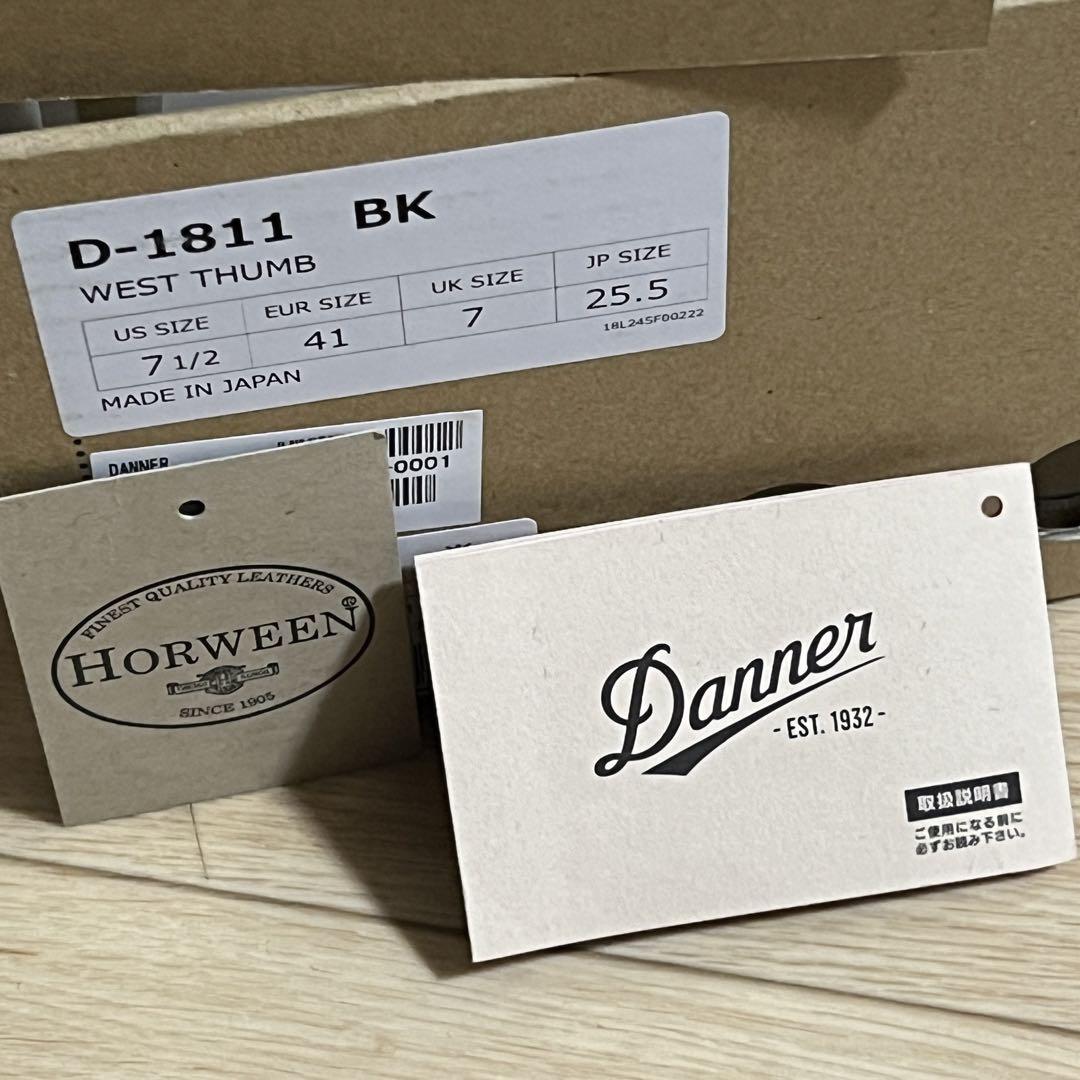 D-1811 BK
WEST THUMB
US SIZE EUR SIZE UK SIZE JP SIZE
7 1/2 41 7 25.5
18L245F00222
MADE IN JAPAN
DANNER
-0001
FINEST QUALITY LEATHERS
HORWEEN
SINCE 1905
Danner
- EST. 1932 -
取扱説明書
ご使用になる前に
必ずお読み下さい。